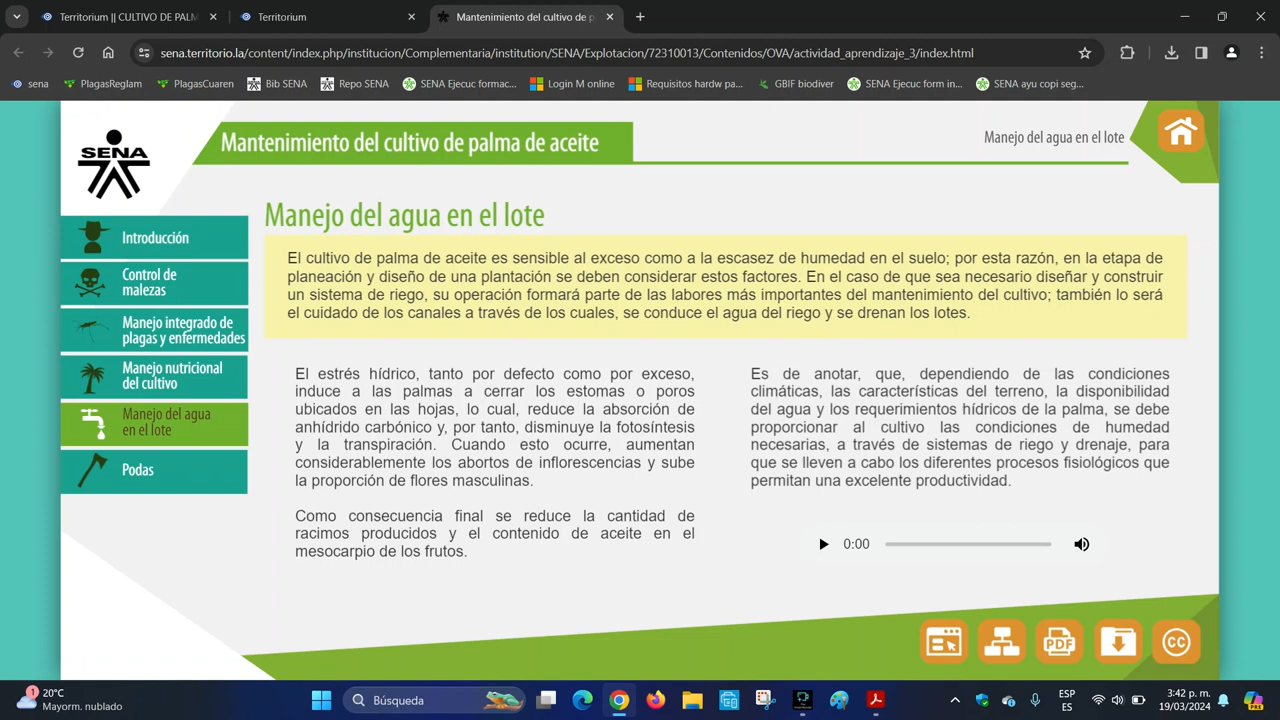 Territorium || CULTIVO DE PALM
Territorium
Mantenimiento del cultivo de p
sena.territorio.la/content/index.php/institucion/Complementaria/institution/SENA/Explotacion/72310013/Contenidos/OVA/actividad_aprendizaje_3/index.html
sena
PlagasReglam
PlagasCuaren
Bib SENA
Repo SENA
SENA Ejecuc formac...
Login M online
Requisitos hardw pa...
GBIF biodiver
SENA Ejecuc form in...
SENA ayu copi seg...
SENA
Mantenimiento del cultivo de palma de aceite
Manejo del agua en el lote
Introducción
Control de
malezas
Manejo integrado de
plagas y enfermedades
Manejo nutricional
del cultivo
Manejo del agua
en el lote
Podas
Manejo del agua en el lote
El cultivo de palma de aceite es sensible al exceso como a la escasez de humedad en el suelo; por esta razón, en la etapa de
planeación y diseño de una plantación se deben considerar estos factores. En el caso de que sea necesario diseñar y construir
un sistema de riego, su operación formará parte de las labores más importantes del mantenimiento del cultivo; también lo será
el cuidado de los canales a través de los cuales, se conduce el agua del riego y se drenan los lotes.
El estrés hídrico, tanto por defecto como por exceso,
induce a las palmas a cerrar los estomas o poros
ubicados en las hojas, lo cual, reduce la absorción de
anhídrido carbónico y, por tanto, disminuye la fotosíntesis
y la transpiración. Cuando esto ocurre, aumentan
considerablemente los abortos de inflorescencias y sube
la proporción de flores masculinas.
Como consecuencia final se reduce la cantidad de
racimos producidos y el contenido de aceite en el
mesocarpio de los frutos.
Es de anotar, que, dependiendo de las condiciones
climáticas, las características del terreno, la disponibilidad
del agua y los requerimientos hídricos de la palma, se debe
proporcionar al cultivo las condiciones de humedad
necesarias, a través de sistemas de riego y drenaje, para
que se lleven a cabo los diferentes procesos fisiológicos que
permitan una excelente productividad.
0:00
PDF
CC
1
20°C
Mayorm. nublado
Búsqueda
ESP
ES
3:42 p. m.
19/03/2024
PRE